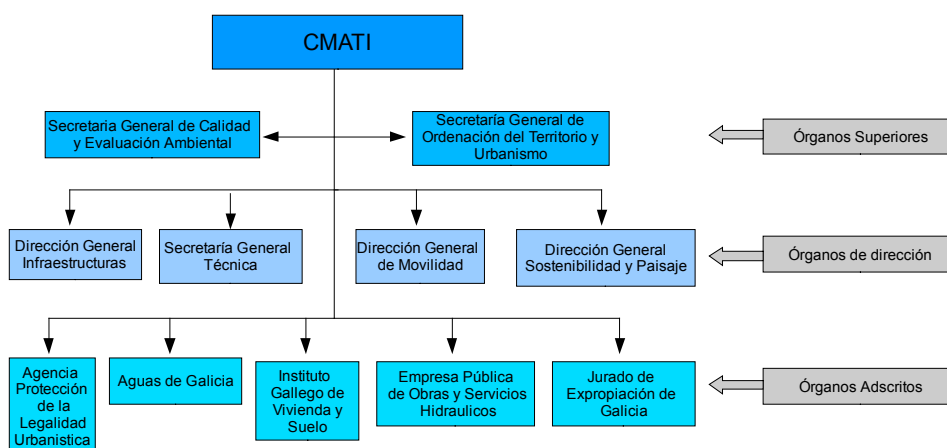 CMATI
Secretaria General de Calidad
y Evaluación Ambiental
Secretaría General de
Ordenación del Territorio y
Urbanismo
Órganos Superiores
Dirección General
Infraestructuras
Secretaría General
Técnica
Dirección General
de Movilidad
Dirección General
Sostenibilidad y Paisaje
Órganos de dirección
Agencia
Protección
de la
Legalidad
Urbanistica
Aguas de Galicia
Instituto
Gallego de
Vivienda y
Suelo
Empresa Pública
de Obras y Servicios
Hidraulicos
Jurado de
Expropiación de
Galicia
Órganos Adscritos